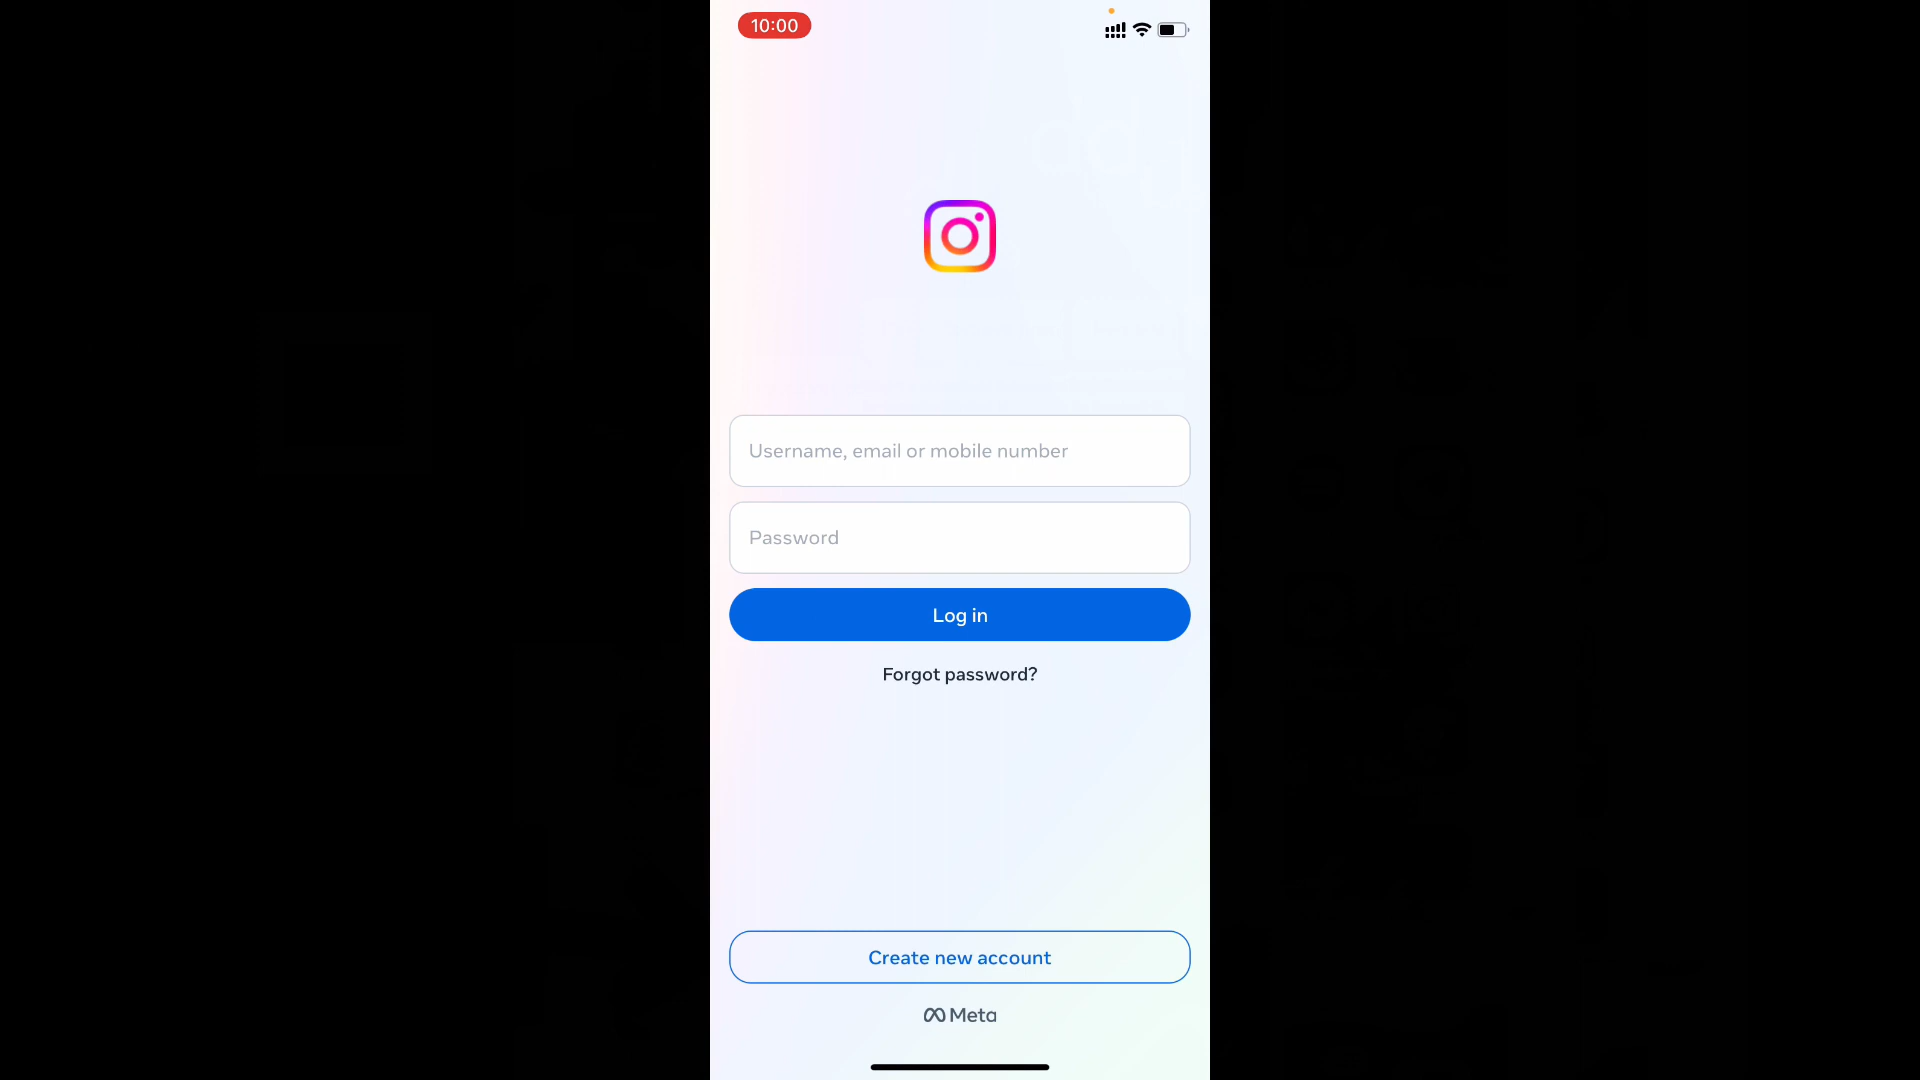 10:00
Username, email or mobile number
Password
Log in
Forgot password?
Create new account
Meta